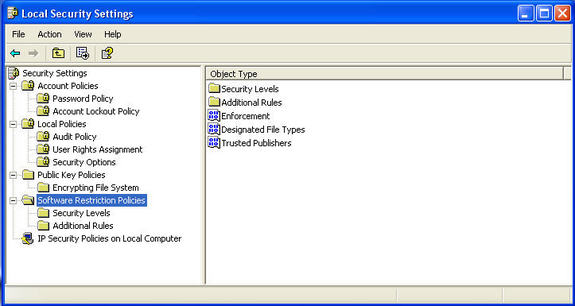 Local Security Settings
File Action View Help
Security Settings
Account Policies
Password Policy
Account Lockout Policy
Local Policies
Audit Policy
User Rights Assignment
Security Options
Public Key Policies
Encrypting File System
Software Restriction Policies
Security Levels
Additional Rules
IP Security Policies on Local Computer
Object Type
Security Levels
Additional Rules
Enforcement
Designated File Types
Trusted Publishers